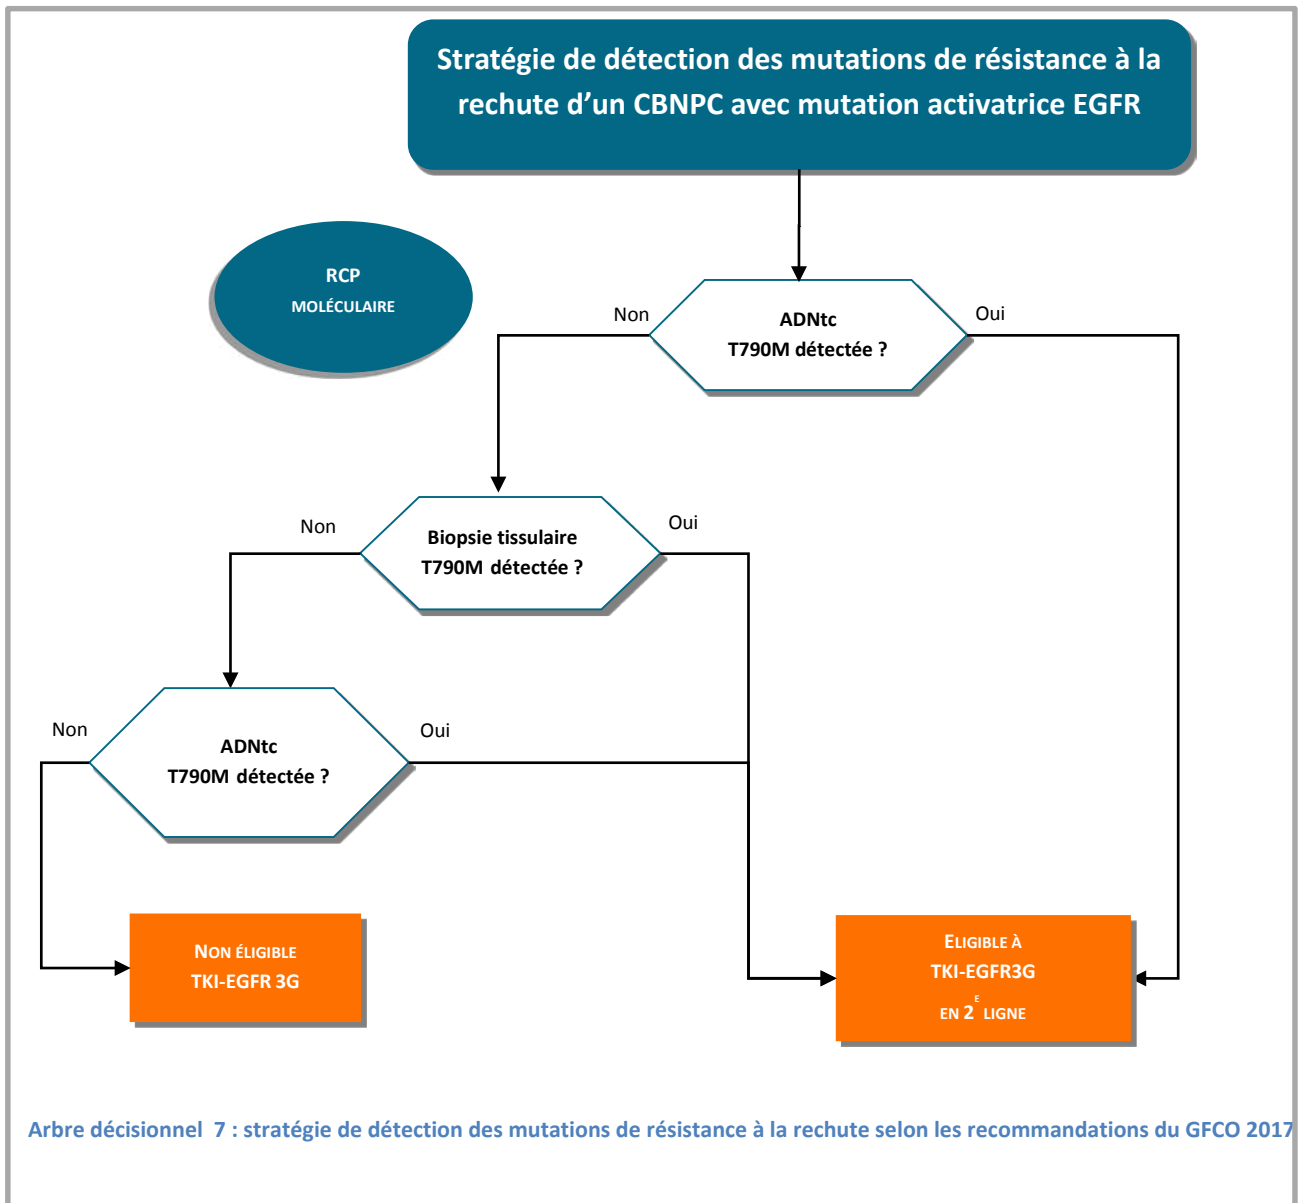 Stratégie de détection des mutations de résistance à la
rechute d’un CBNPC avec mutation activatrice EGFR
RCP
MOLÉCULAIRE
Non
ADNtc
T790M détectée ?
Oui
Non
Biopsie tissulaire
T790M détectée ?
Oui
Non
ADNtc
T790M détectée ?
Oui
NON ÉLIGIBLE
TKI-EGFR 3G
ELIGIBLE À
TKI-EGFR3G
EN 2E LIGNE
Arbre décisionnel 7 : stratégie de détection des mutations de résistance à la rechute selon les recommandations du GFCO 2017